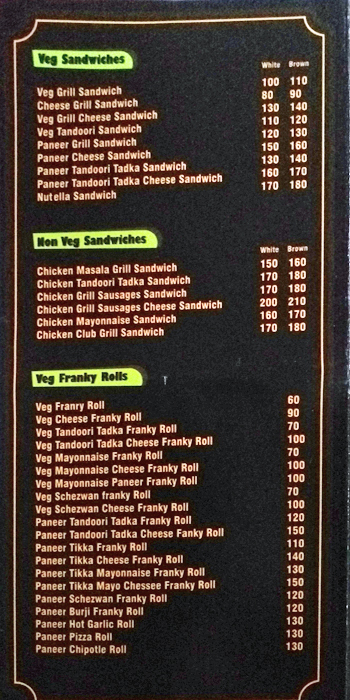 Veg Sandwiches
White Brown
Veg Grill Sandwich 100 110
Cheese Grill Sandwich 80 90
Veg Grill Cheese Sandwich 130 140
Veg Tandoori Sandwich 110 120
Paneer Grill Sandwich 120 130
Paneer Cheese Sandwich 150 160
Paneer Tandoori Tadka Sandwich 130 140
Paneer Tandoori Tadka Cheese Sandwich 160 170
Nutella Sandwich 170 180
Non Veg Sandwiches
White Brown
Chicken Masala Grill Sandwich 150 160
Chicken Tandoori Tadka Sandwich 170 180
Chicken Grill Sausages Sandwich 170 180
Chicken Grill Sausages Cheese Sandwich 200 210
Chicken Mayonnaise Sandwich 160 170
Chicken Club Grill Sandwich 170 180
Veg Franky Rolls
Veg Franry Roll 60
Veg Cheese Franky Roll 90
Veg Tandoori Tadka Franky Roll 70
Veg Tandoori Tadka Cheese Franky Roll 100
Veg Mayonnaise Franky Roll 70
Veg Mayonnaise Cheese Franky Roll 100
Veg Mayonnaise Paneer Franky Roll 100
Veg Schezwan franky Roll 70
Veg Schezwan Cheese Franky Roll 100
Paneer Tandoori Tadka Franky Roll 120
Paneer Tandoori Tadka Cheese Fanky Roll 150
Paneer Tikka Franky Roll 110
Paneer Tikka Cheese Franky Roll 140
Paneer Tikka Mayonnaise Franky Roll 130
Paneer Tikka Mayo Chessee Franky Roll 150
Paneer Schezwan Franky Roll 120
Paneer Burji Franky Roll 120
Paneer Hot Garlic Roll 130
Paneer Pizza Roll 130
Paneer Chipotle Roll 130